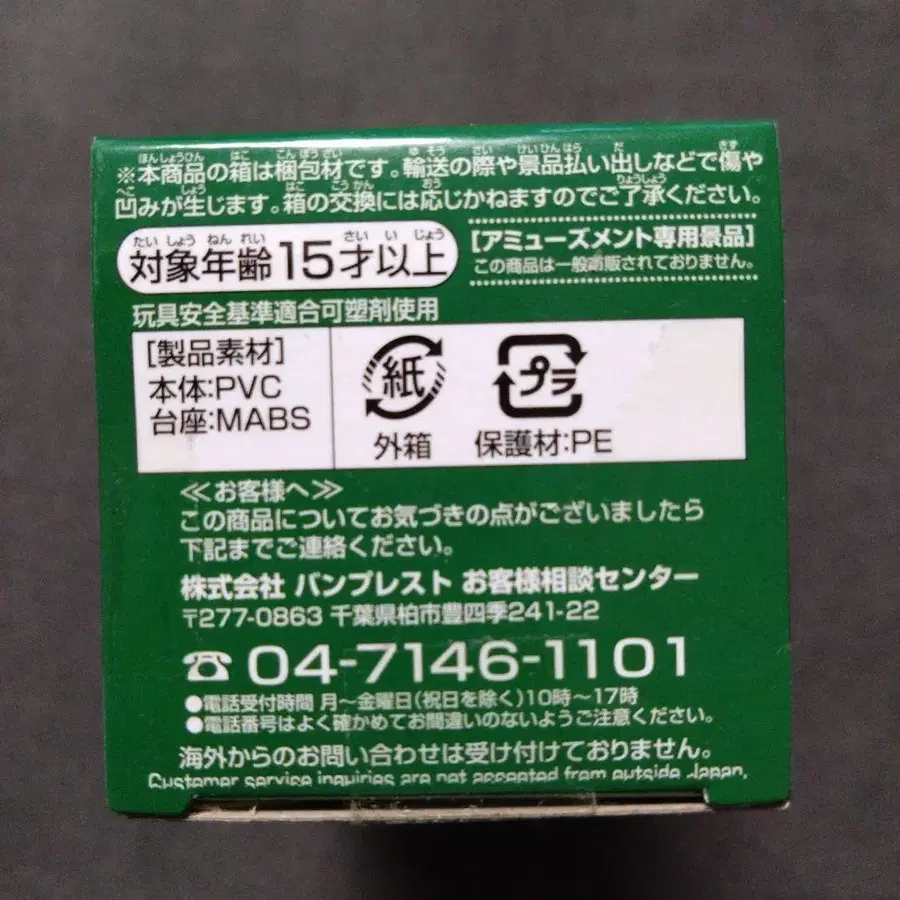 ※本商品の箱は梱包材です。輸送の際や景品払い出しなどで傷や
凹みが生じます。箱の交換には応じかねますのでご了承ください。
対象年齢15才以上
[アミューズメント専用景品]
この商品は一般販売されておりません。
玩具安全基準適合可塑剤使用
[製品素材]
本体:PVC
台座:MABS
紙
外箱
プラ
保護材:PE
≪お客様へ≫
この商品についてお気づきの点がございましたら
下記までご連絡ください。
株式会社 バンプレスト お客様相談センター
〒277-0863 千葉県柏市豊四季241-22
☎04-7146-1101
●電話受付時間 月~金曜日(祝日を除く)10時~17時
●電話番号はよく確かめてお間違いのないようご注意ください。
海外からのお問い合わせは受け付けておりません。
Customer service inquiries are not accepted from outside Japan.